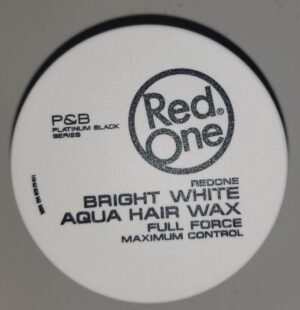 P&B
PLATINUM BLACK
SERIES
Red
One
®
REDONE
BRIGHT WHITE
AQUA HAIR WAX
FULL FORCE
MAXIMUM CONTROL